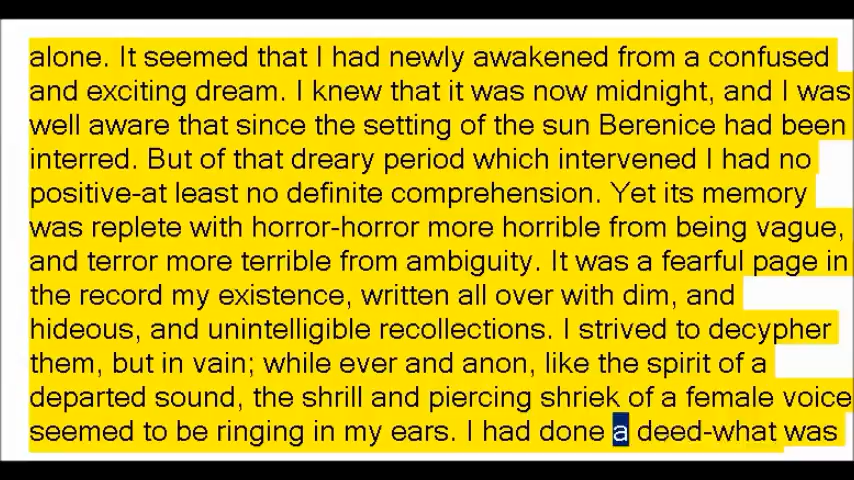 alone. It seemed that I had newly awakened from a confused
and exciting dream. I knew that it was now midnight, and I was
well aware that since the setting of the sun Berenice had been
interred. But of that dreary period which intervened I had no
positive-at least no definite comprehension. Yet its memory
was replete with horror-horror more horrible from being vague,
and terror more terrible from ambiguity. It was a fearful page in
the record my existence, written all over with dim, and
hideous, and unintelligible recollections. I strived to decypher
them, but in vain; while ever and anon, like the spirit of a
departed sound, the shrill and piercing shriek of a female voice
seemed to be ringing in my ears. I had done a deed-what was